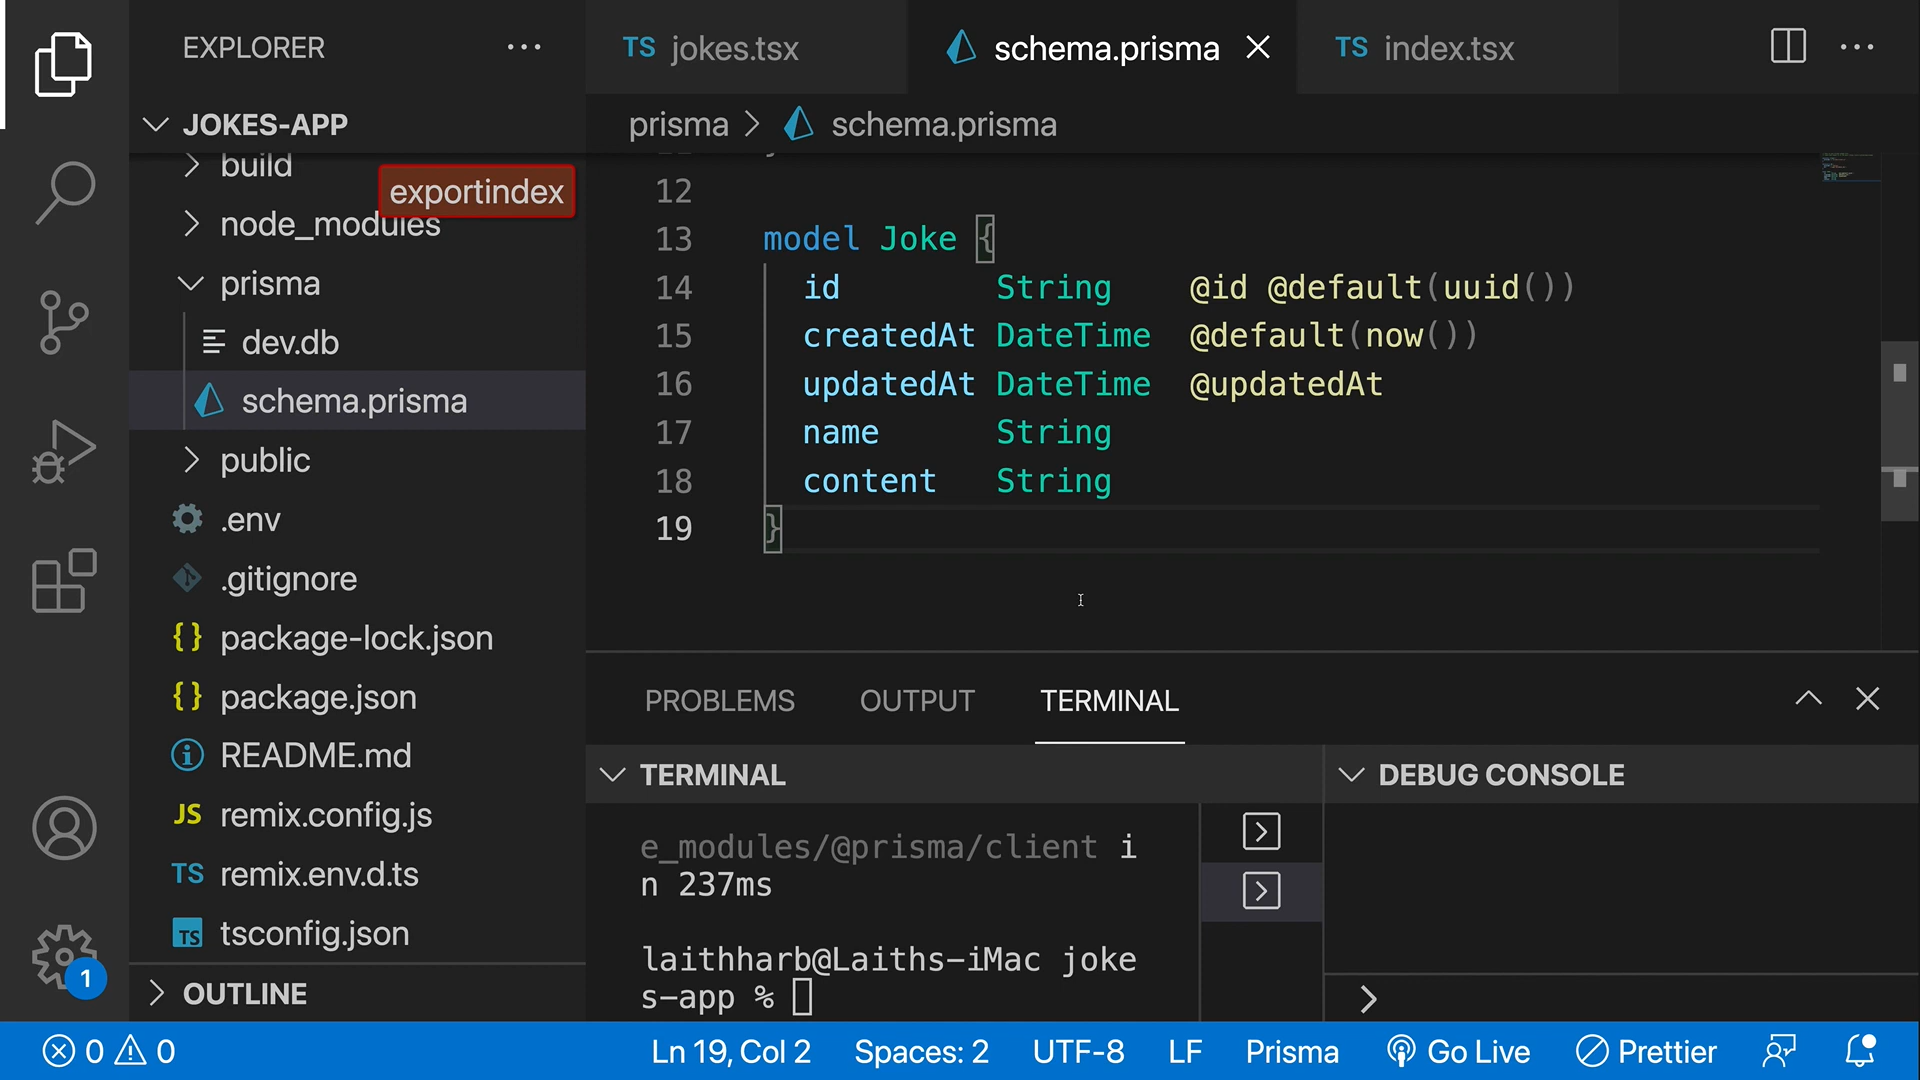 EXPLORER
TS jokes.tsx
schema.prisma
TS index.tsx
JOKES-APP
prisma > schema.prisma
build
exportindex
node_modules
prisma
dev.db
schema.prisma
public
.env
.gitignore
{} package-lock.json
{} package.json
README.md
JS remix.config.js
TS remix.env.d.ts
TS tsconfig.json
OUTLINE
12
13 model Joke {
14 id String @id @default(uuid())
15 createdAt DateTime @default(now())
16 updatedAt DateTime @updatedAt
17 name String
18 content String
19 }
PROBLEMS OUTPUT TERMINAL
TERMINAL
DEBUG CONSOLE
e_modules/@prisma/client i
n 237ms
laithharb@Laiths-iMac joke
s-app %
1
0 0
Ln 19, Col 2 Spaces: 2 UTF-8 LF Prisma Go Live Prettier